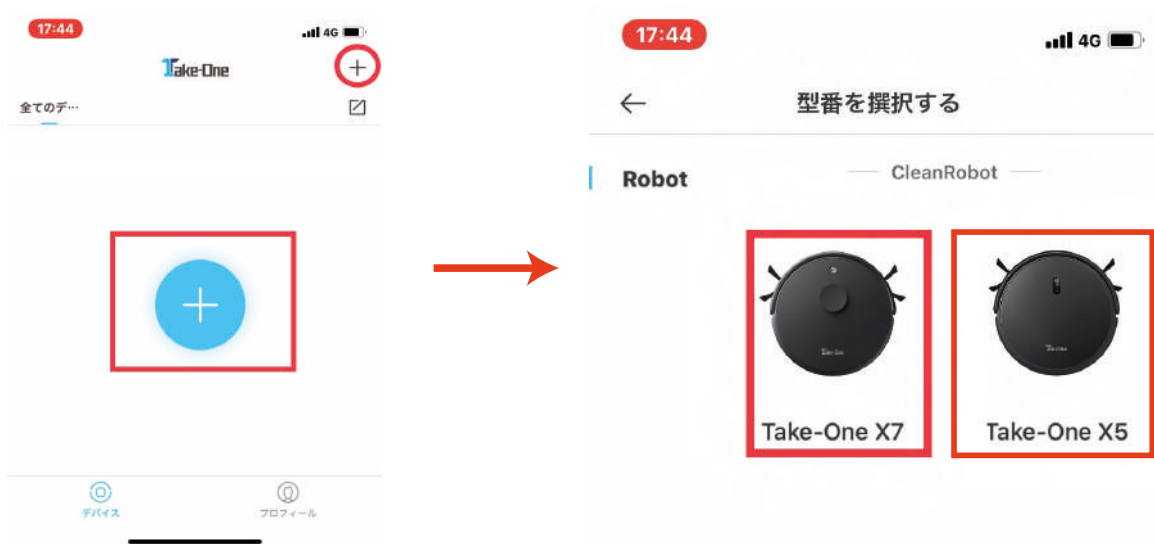 17:44
4G
Take-One
全てのデ…
デバイス
プロフィール
17:44
4G
型番を撰択する
Robot
CleanRobot
Take-One X7
Take-One X5